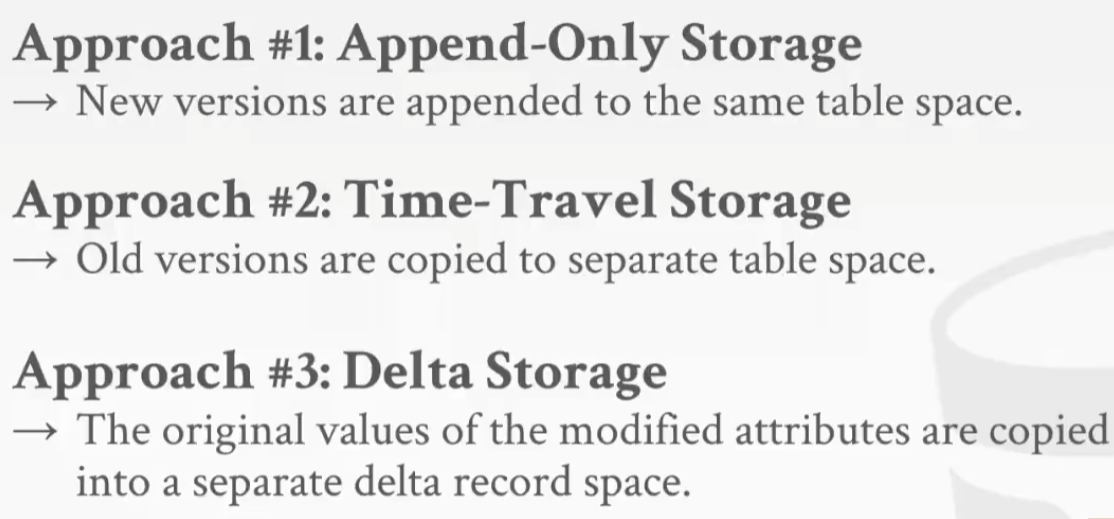 Approach #1: Append-Only Storage
→ New versions are appended to the same table space.
Approach #2: Time-Travel Storage
→ Old versions are copied to separate table space.
Approach #3: Delta Storage
→ The original values of the modified attributes are copied
into a separate delta record space.